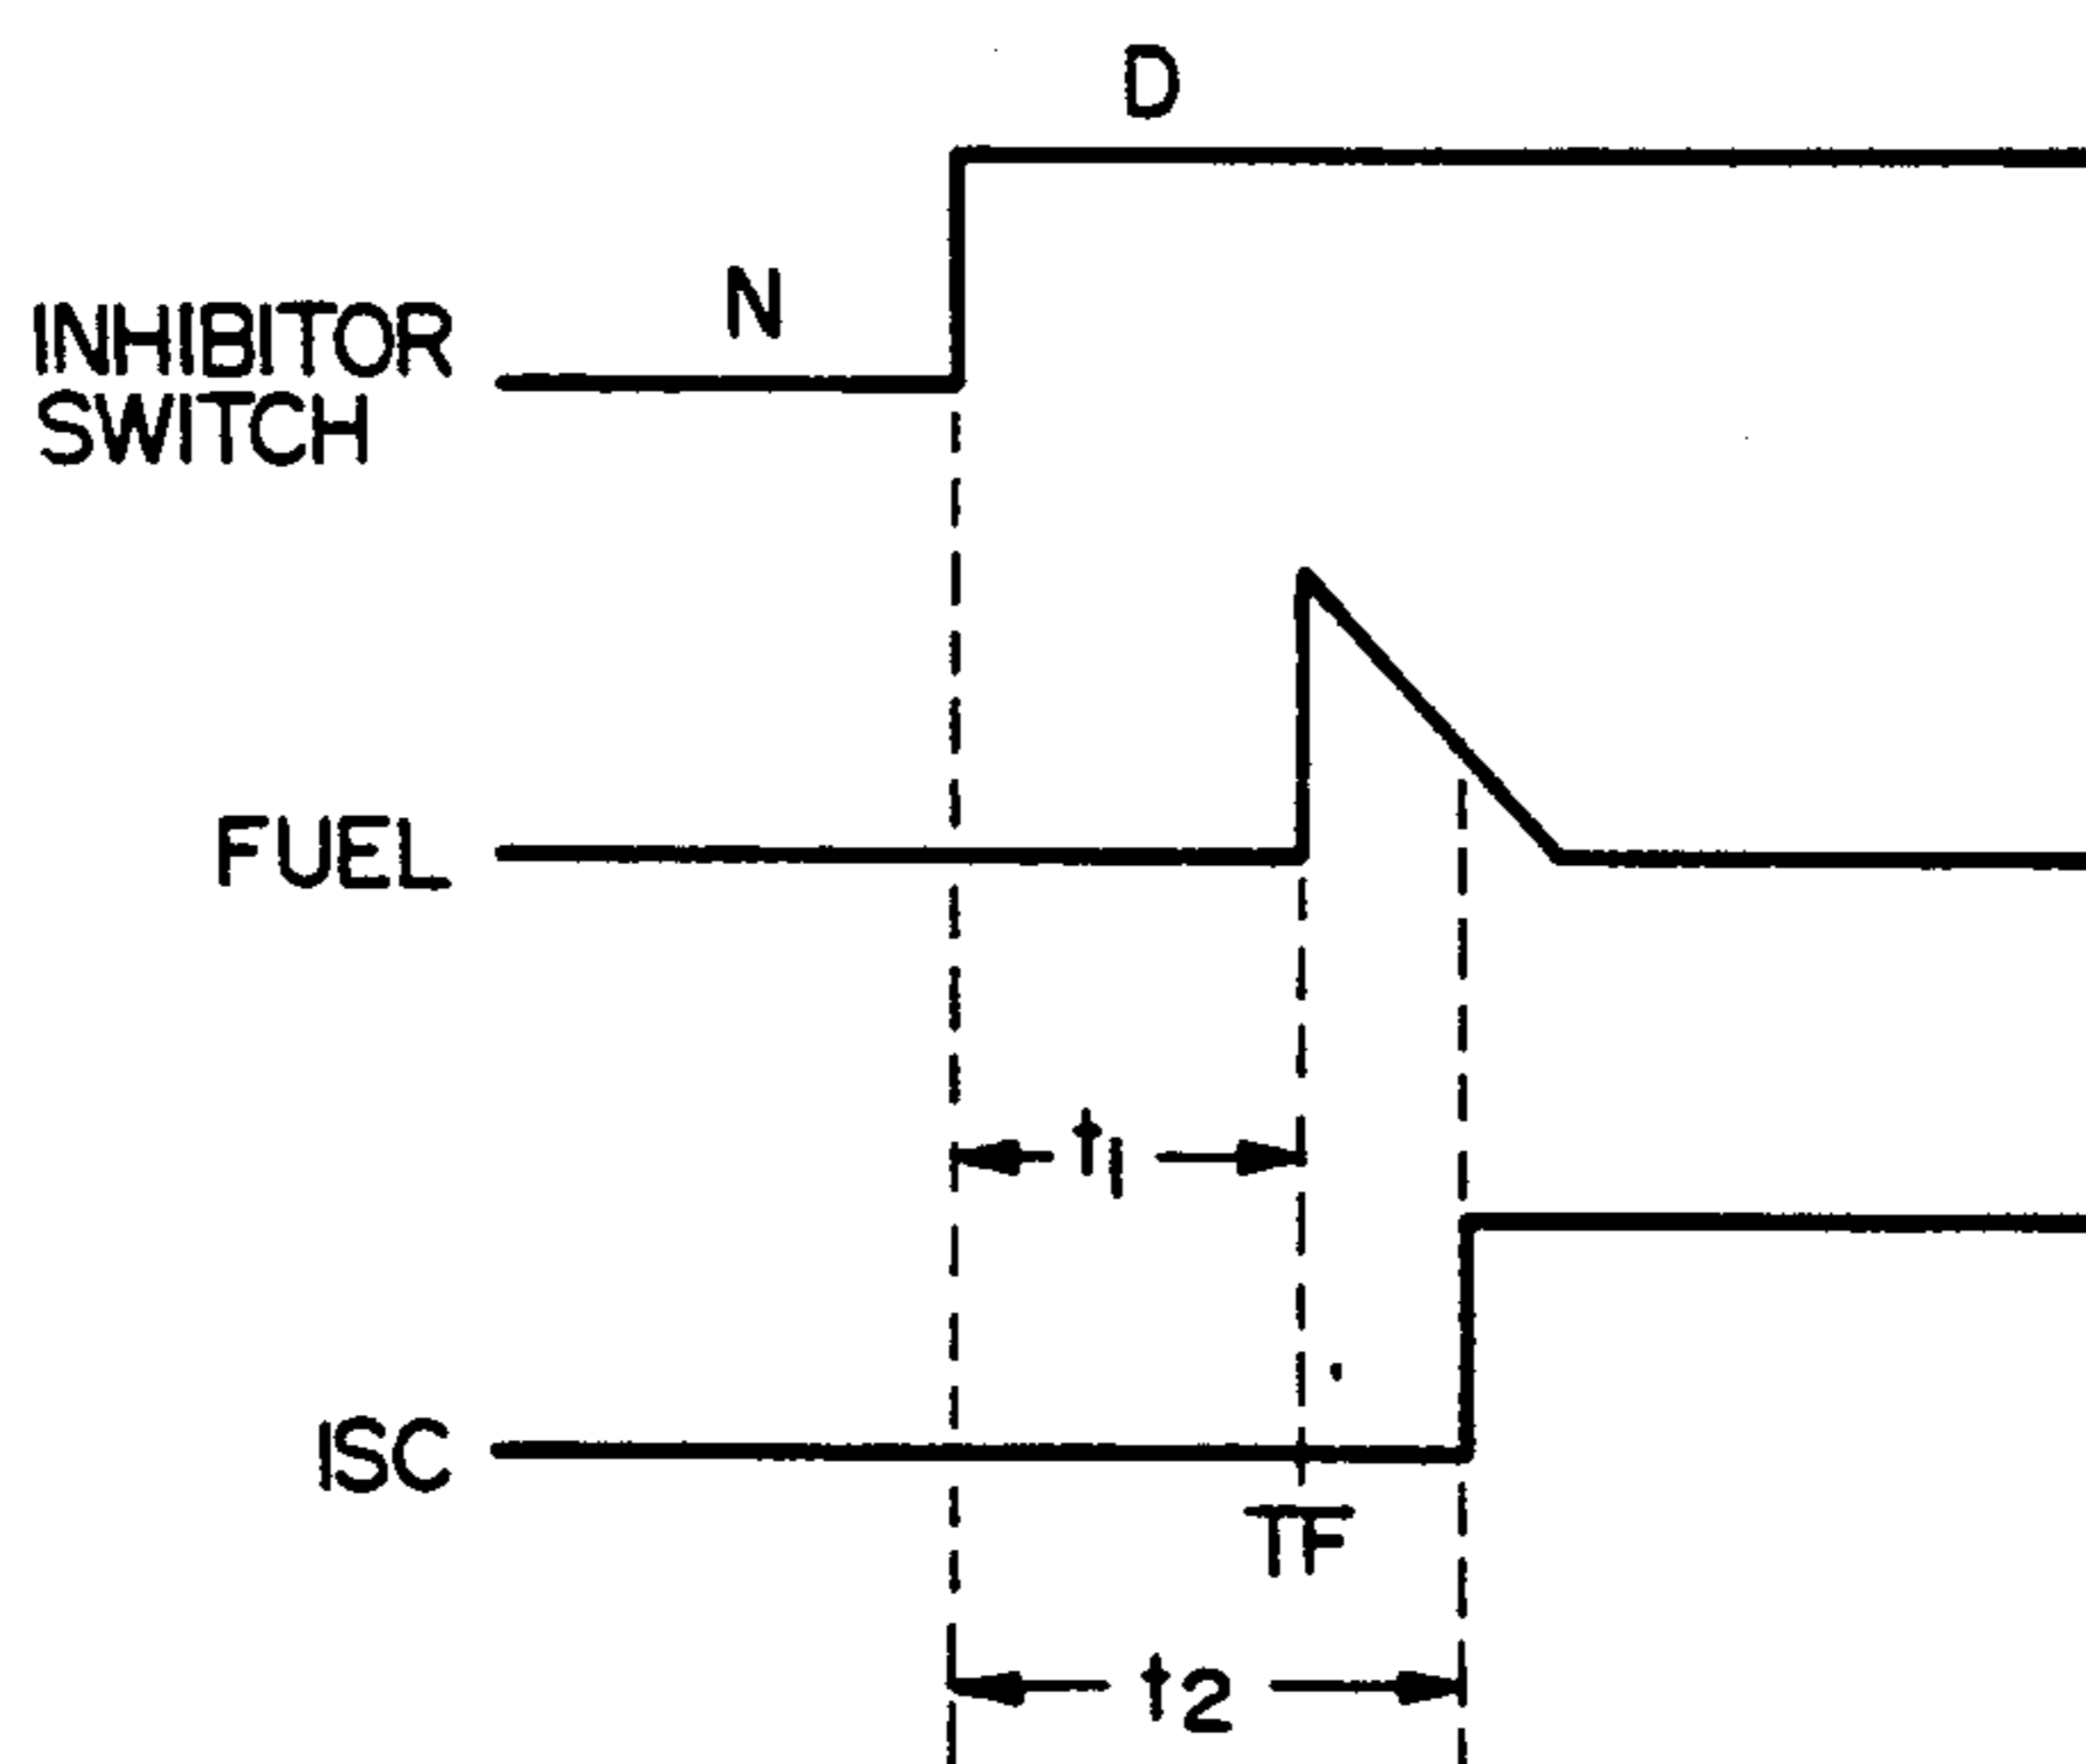 D
N
INHIBITOR
SWITCH
FUEL
t1
ISC
TF
t2